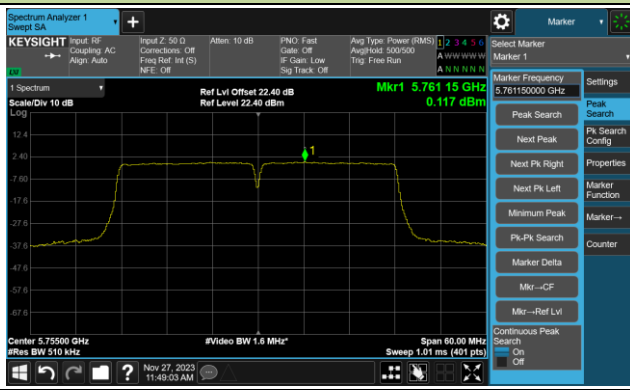 Spectrum Analyzer 1
Swept SA
Marker
KEYSIGHT
Input: RF
Coupling: AC
Align: Auto
Input Z: 50 Ω
Corrections: Off
Freq Ref: Int (S)
NFE: Off
Atten: 10 dB
PNO: Fast
Gate: Off
IF Gain: Low
Sig Track: Off
Avg Type: Power (RMS)
Avg|Hold: 500/500
Trig: Free Run
1 2 3 4 5 6
A W W W W W
A N N N N N
LXI
Select Marker
Marker 1
1 Spectrum
Scale/Div 10 dB
Log
Ref Lvl Offset 22.40 dB
Ref Level 22.40 dBm
Mkr1 5.761 15 GHz
0.117 dBm
12.4
2.40
-7.60
-17.6
-27.6
-37.6
-47.6
-57.6
-67.6
1
Center 5.75500 GHz
#Res BW 510 kHz
#Video BW 1.6 MHz*
Span 60.00 MHz
Sweep 1.01 ms (401 pts)
Marker Frequency
5.761150000 GHz
Peak Search
Next Peak
Next Pk Right
Next Pk Left
Minimum Peak
Pk-Pk Search
Marker Delta
Mkr→CF
Mkr→Ref Lvl
Continuous Peak
Search
On
Off
Settings
Peak
Search
Pk Search
Config
Properties
Marker
Function
Marker→
Counter
?
Nov 27, 2023
11:49:03 AM